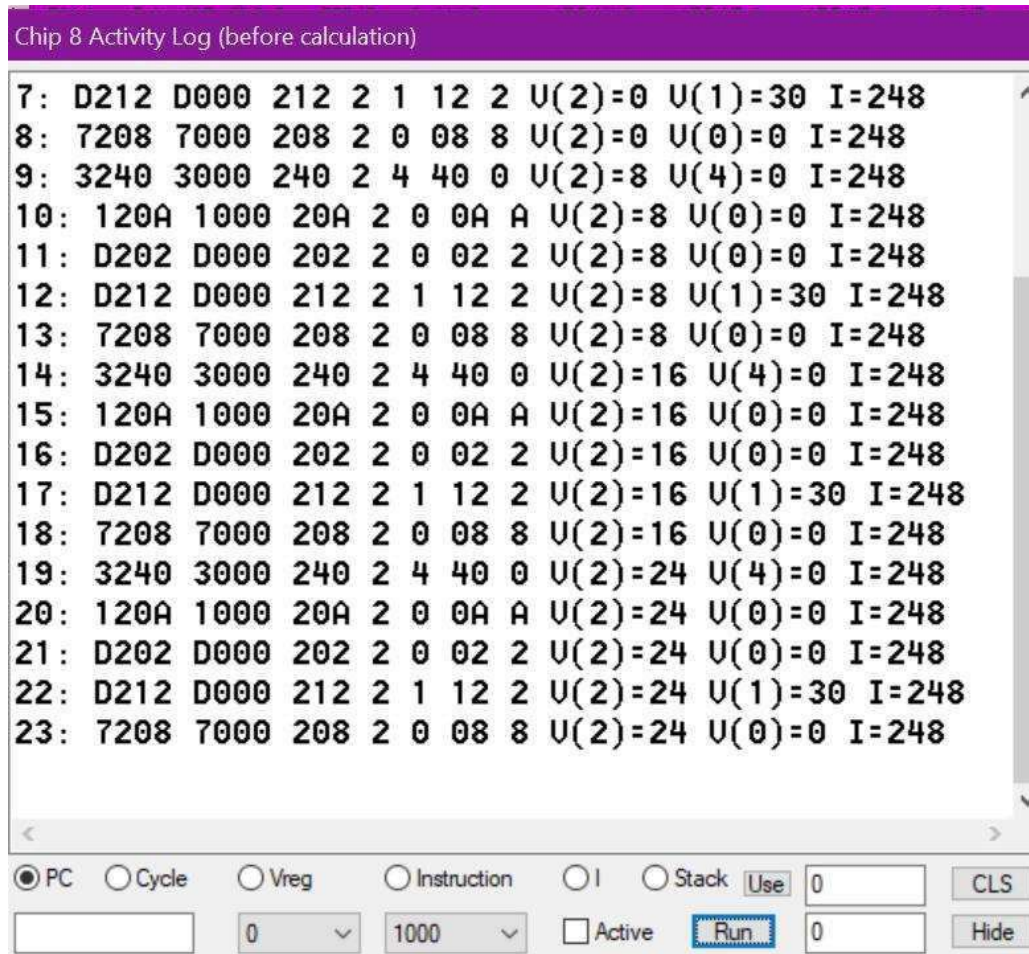 Chip 8 Activity Log (before calculation)
7: D212 D000 212 2 1 12 2 V(2)=0 V(1)=30 I=248
8: 7208 7000 208 2 0 08 8 V(2)=0 V(0)=0 I=248
9: 3240 3000 240 2 4 40 0 V(2)=8 V(4)=0 I=248
10: 120A 1000 20A 2 0 0A A V(2)=8 V(0)=0 I=248
11: D202 D000 202 2 0 02 2 V(2)=8 V(0)=0 I=248
12: D212 D000 212 2 1 12 2 V(2)=8 V(1)=30 I=248
13: 7208 7000 208 2 0 08 8 V(2)=8 V(0)=0 I=248
14: 3240 3000 240 2 4 40 0 V(2)=16 V(4)=0 I=248
15: 120A 1000 20A 2 0 0A A V(2)=16 V(0)=0 I=248
16: D202 D000 202 2 0 02 2 V(2)=16 V(0)=0 I=248
17: D212 D000 212 2 1 12 2 V(2)=16 V(1)=30 I=248
18: 7208 7000 208 2 0 08 8 V(2)=16 V(0)=0 I=248
19: 3240 3000 240 2 4 40 0 V(2)=24 V(4)=0 I=248
20: 120A 1000 20A 2 0 0A A V(2)=24 V(0)=0 I=248
21: D202 D000 202 2 0 02 2 V(2)=24 V(0)=0 I=248
22: D212 D000 212 2 1 12 2 V(2)=24 V(1)=30 I=248
23: 7208 7000 208 2 0 08 8 V(2)=24 V(0)=0 I=248
PC Cycle Vreg Instruction I Stack Use 0 CLS
0 1000 Active Run 0 Hide